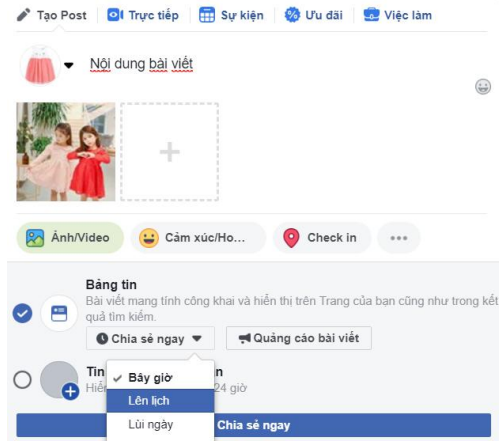 Tạo Post Trực tiếp Sự kiện Ưu đãi Việc làm
Nội dung bài viết
Ảnh/Video Cảm xúc/Ho... Check in
Bảng tin
Bài viết mang tính công khai và hiển thị trên Trang của bạn cũng như trong kết
quả tìm kiếm.
Chia sẻ ngay Quảng cáo bài viết
Tin n
Bây giờ
Hiể 24 giờ
Lên lịch
Lùi ngày
Chia sẻ ngay